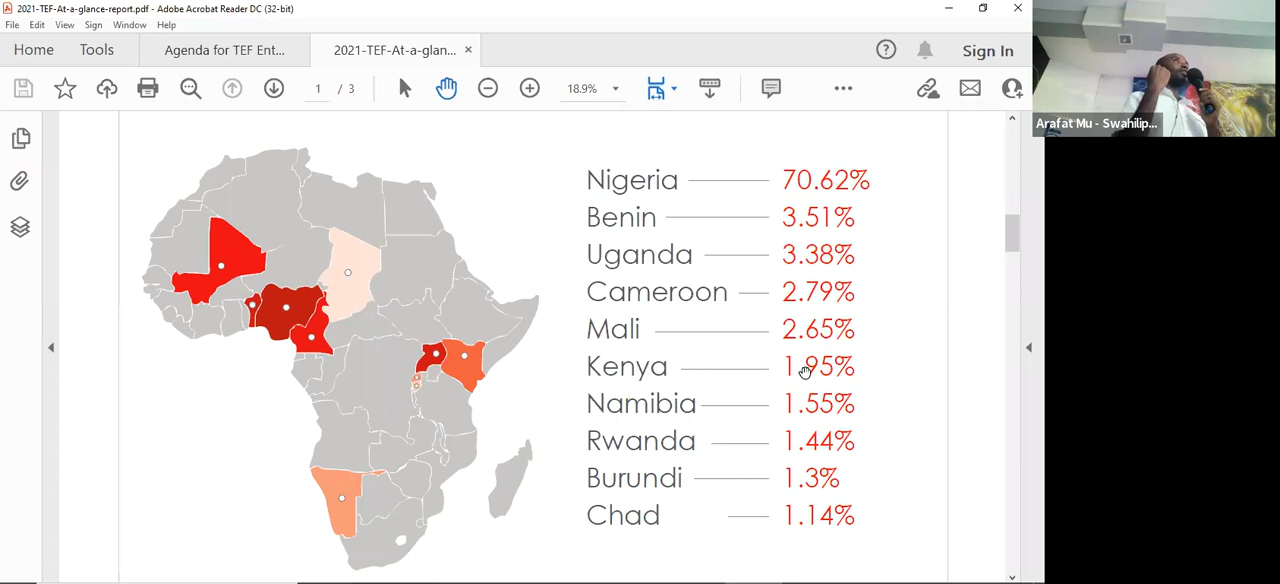 2021-TEF-At-a-glance-report.pdf - Adobe Acrobat Reader DC (32-bit)
File Edit View Sign Window Help
Home Tools Agenda for TEF Ent... 2021-TEF-At-a-glan... × Sign In
1 / 3 18.9%
Arafat Mu - Swahilip...
Nigeria 70.62%
Benin 3.51%
Uganda 3.38%
Cameroon 2.79%
Mali 2.65%
Kenya 1.95%
Namibia 1.55%
Rwanda 1.44%
Burundi 1.3%
Chad 1.14%